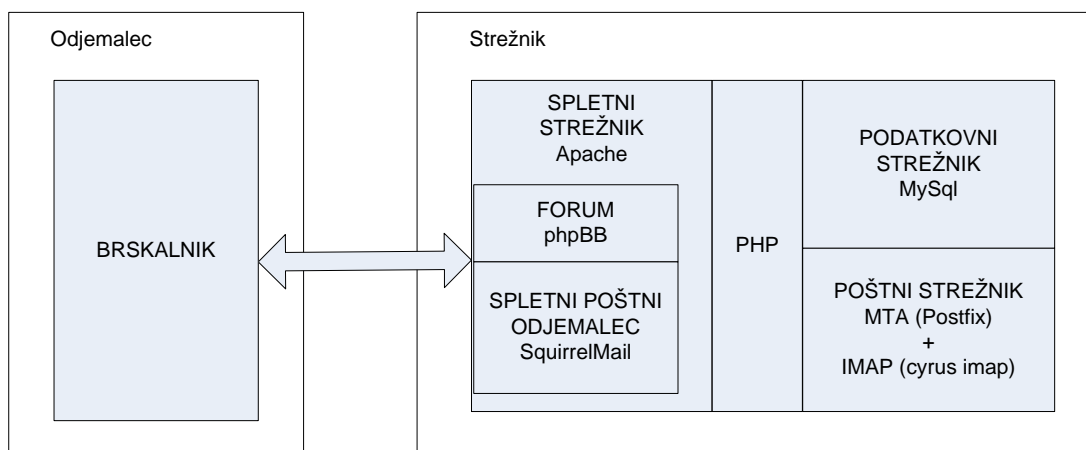 Odjemalec
BRSKALNIK
Strežnik
SPLETNI
STREŽNIK
Apache
FORUM
phpBB
SPLETNI POŠTNI
ODJEMALEC
SquirrelMail
PHP
PODATKOVNI
STREŽNIK
MySql
POŠTNI STREŽNIK
MTA (Postfix)
+
IMAP (cyrus imap)